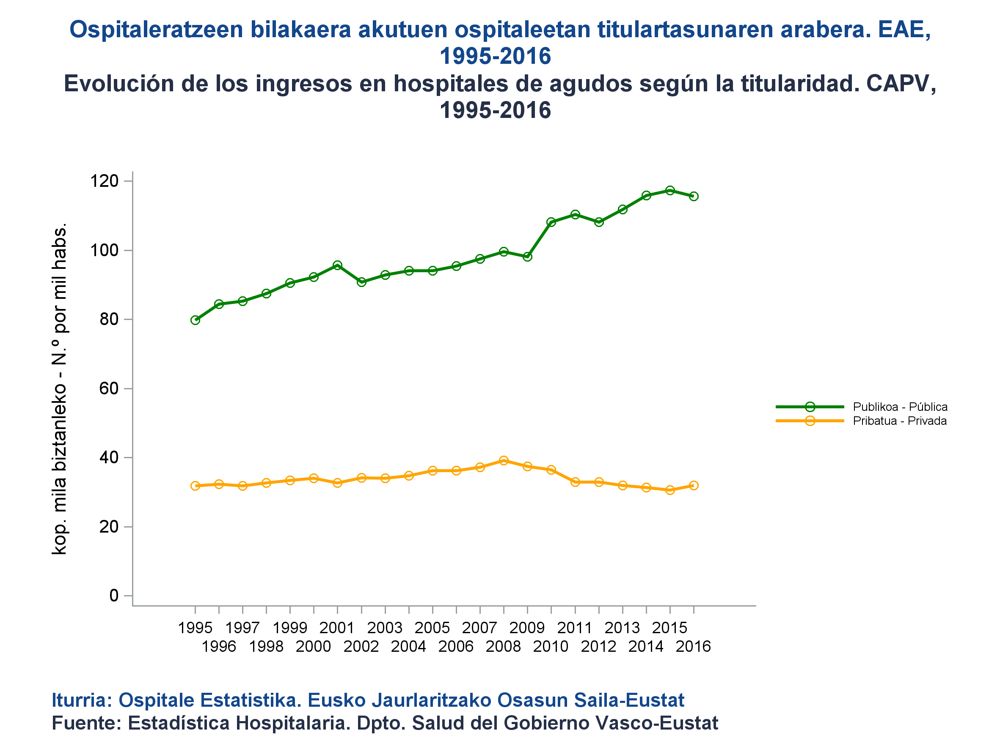 Ospitaleratzeen bilakaera akutuen ospitaleetan titulartasunaren arabera. EAE,
1995-2016
Evolución de los ingresos en hospitales de agudos según la titularidad. CAPV,
1995-2016
kop. mila biztanleko - N.º por mil habs.
120
100
80
60
40
20
0
Publikoa - Pública
Pribatua - Privada
1995 1997 1999 2001 2003 2005 2007 2009 2011 2013 2015
1996 1998 2000 2002 2004 2006 2008 2010 2012 2014 2016
Iturria: Ospitale Estatistika. Eusko Jaurlaritzako Osasun Saila-Eustat
Fuente: Estadística Hospitalaria. Dpto. Salud del Gobierno Vasco-Eustat